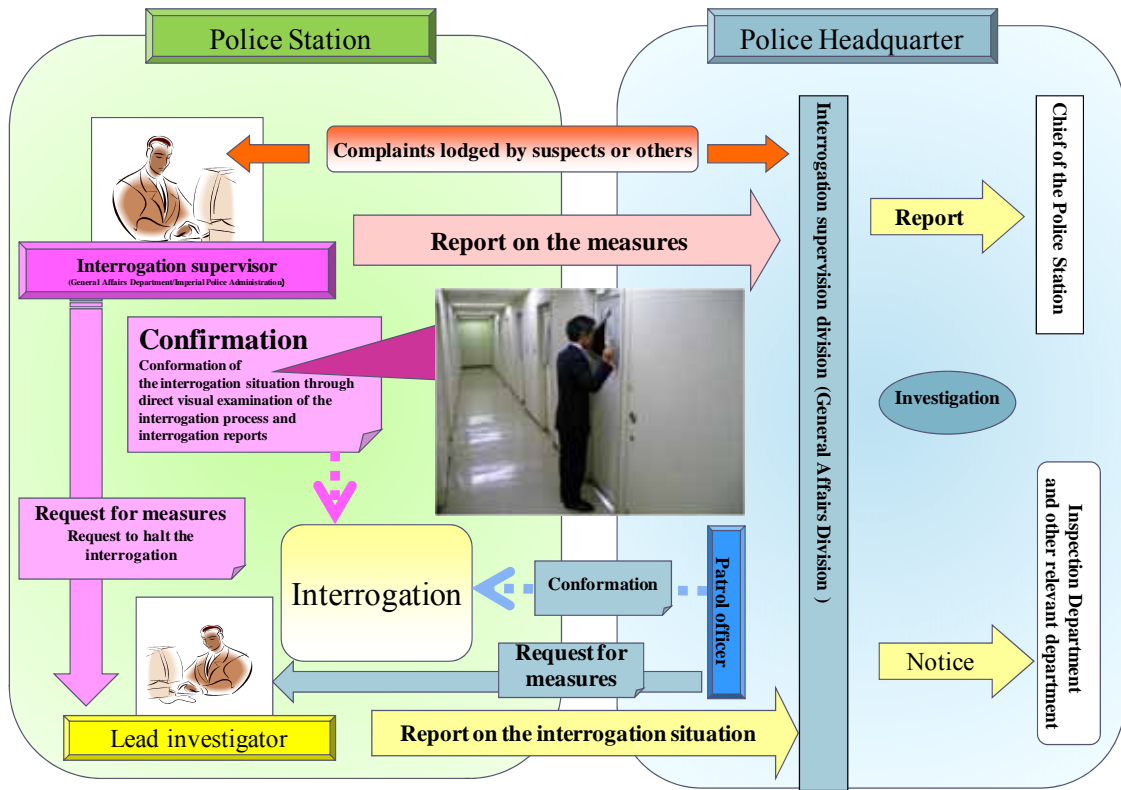 Police Station
Police Headquarter
Complaints lodged by suspects or others
Report on the measures
Interrogation supervisor
(General Affairs Department/Imperial Police Administration)
Confirmation
Conformation of
the interrogation situation through
direct visual examination of the
interrogation process and
interrogation reports
Request for measures
Request to halt the
interrogation
Interrogation
Conformation
Patrol officer
Request for
measures
Lead investigator
Report on the interrogation situation
Interrogation supervision division (General Affairs Division )
Report
Chief of the Police Station
Investigation
Notice
Inspection Department
and other relevant department